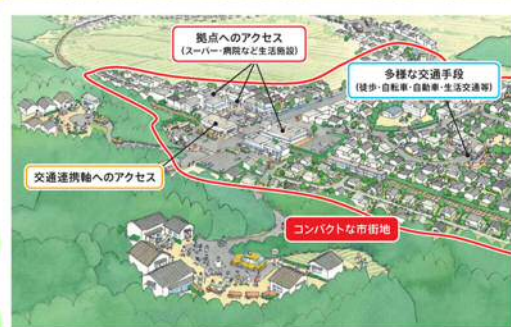 拠点へのアクセス
(スーパー・病院など生活施設)
多様な交通手段
(徒歩・自転車・自動車・生活交通等)
交通連携軸へのアクセス
コンパクトな市街地